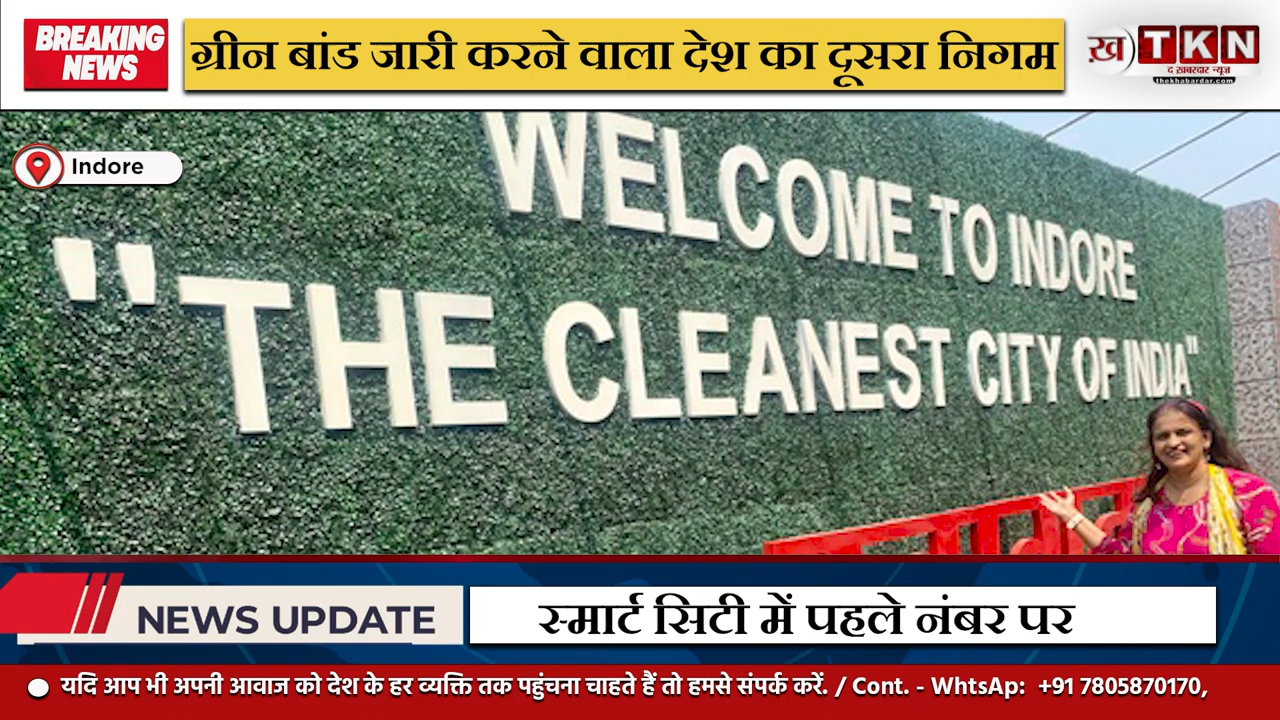 BREAKING
NEWS
ग्रीन बांड जारी करने वाला देश का दूसरा निगम
ख़ TKN
द ख़बरदार न्यूज़
thekhabardar.com
Indore
WELCOME TO INDORE
"THE CLEANEST CITY OF INDIA"
NEWS UPDATE
स्मार्ट सिटी में पहले नंबर पर
यदि आप भी अपनी आवाज को देश के हर व्यक्ति तक पहुंचना चाहते हैं तो हमसे संपर्क करें. / Cont. - WhtsAp: +91 7805870170,